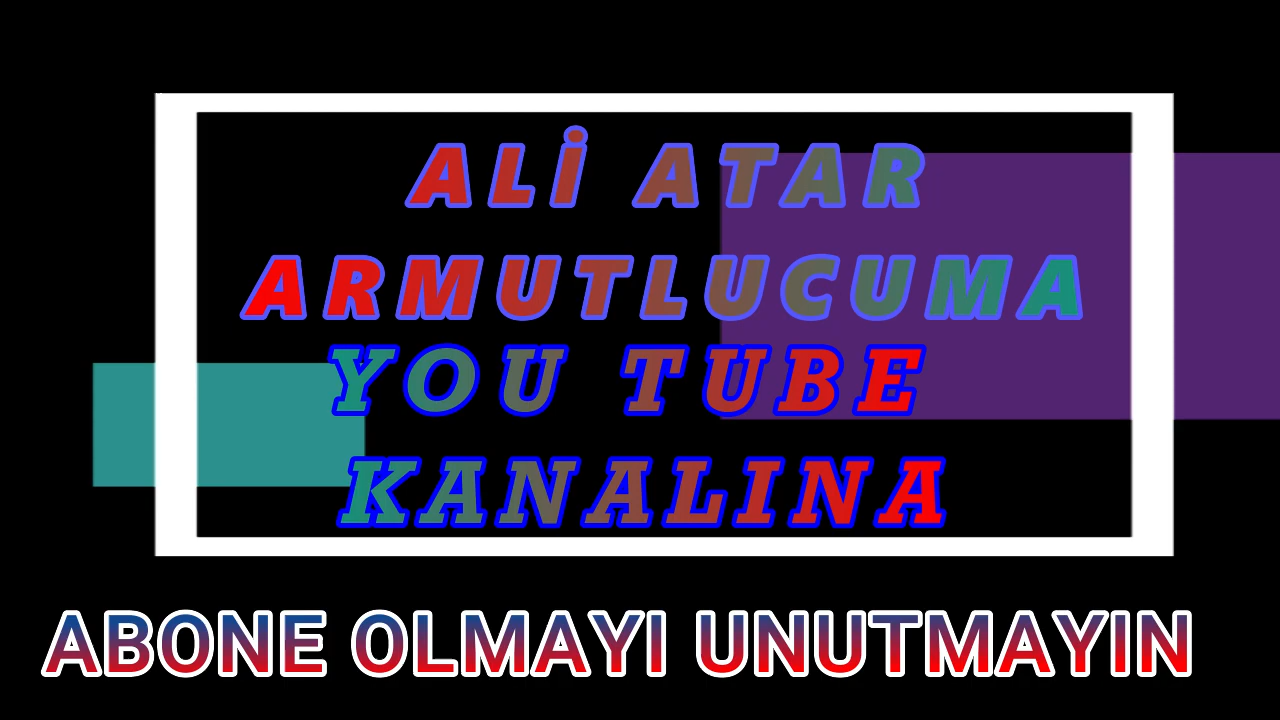 ALİ ATAR
ARMUTLUCUMA
YOU TUBE
KANALINA
ABONE OLMAYI UNUTMAYIN